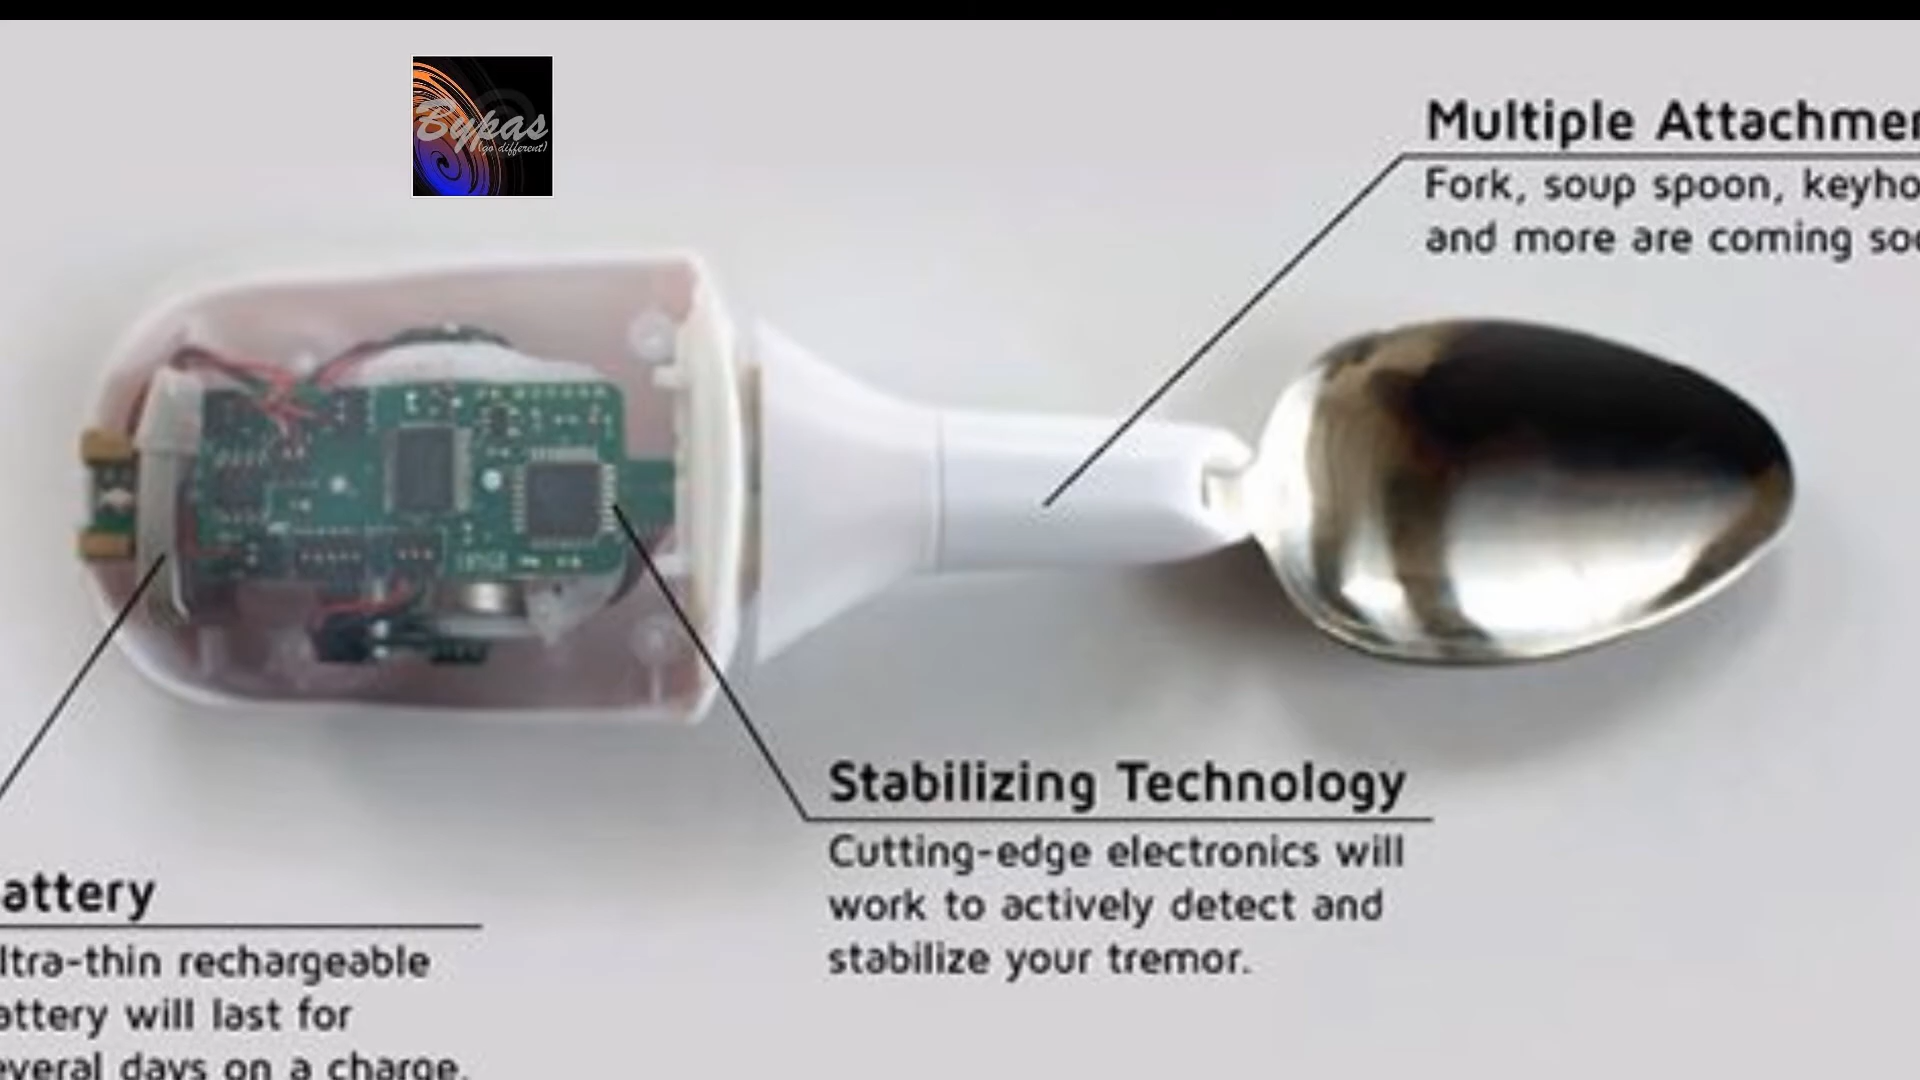 Bypas
(go different)
Multiple Attachmen
Fork, soup spoon, keyho
and more are coming soo
Stabilizing Technology
Cutting-edge electronics will
work to actively detect and
stabilize your tremor.
attery
ltra-thin rechargeable
attery will last for
everal days on a charge.